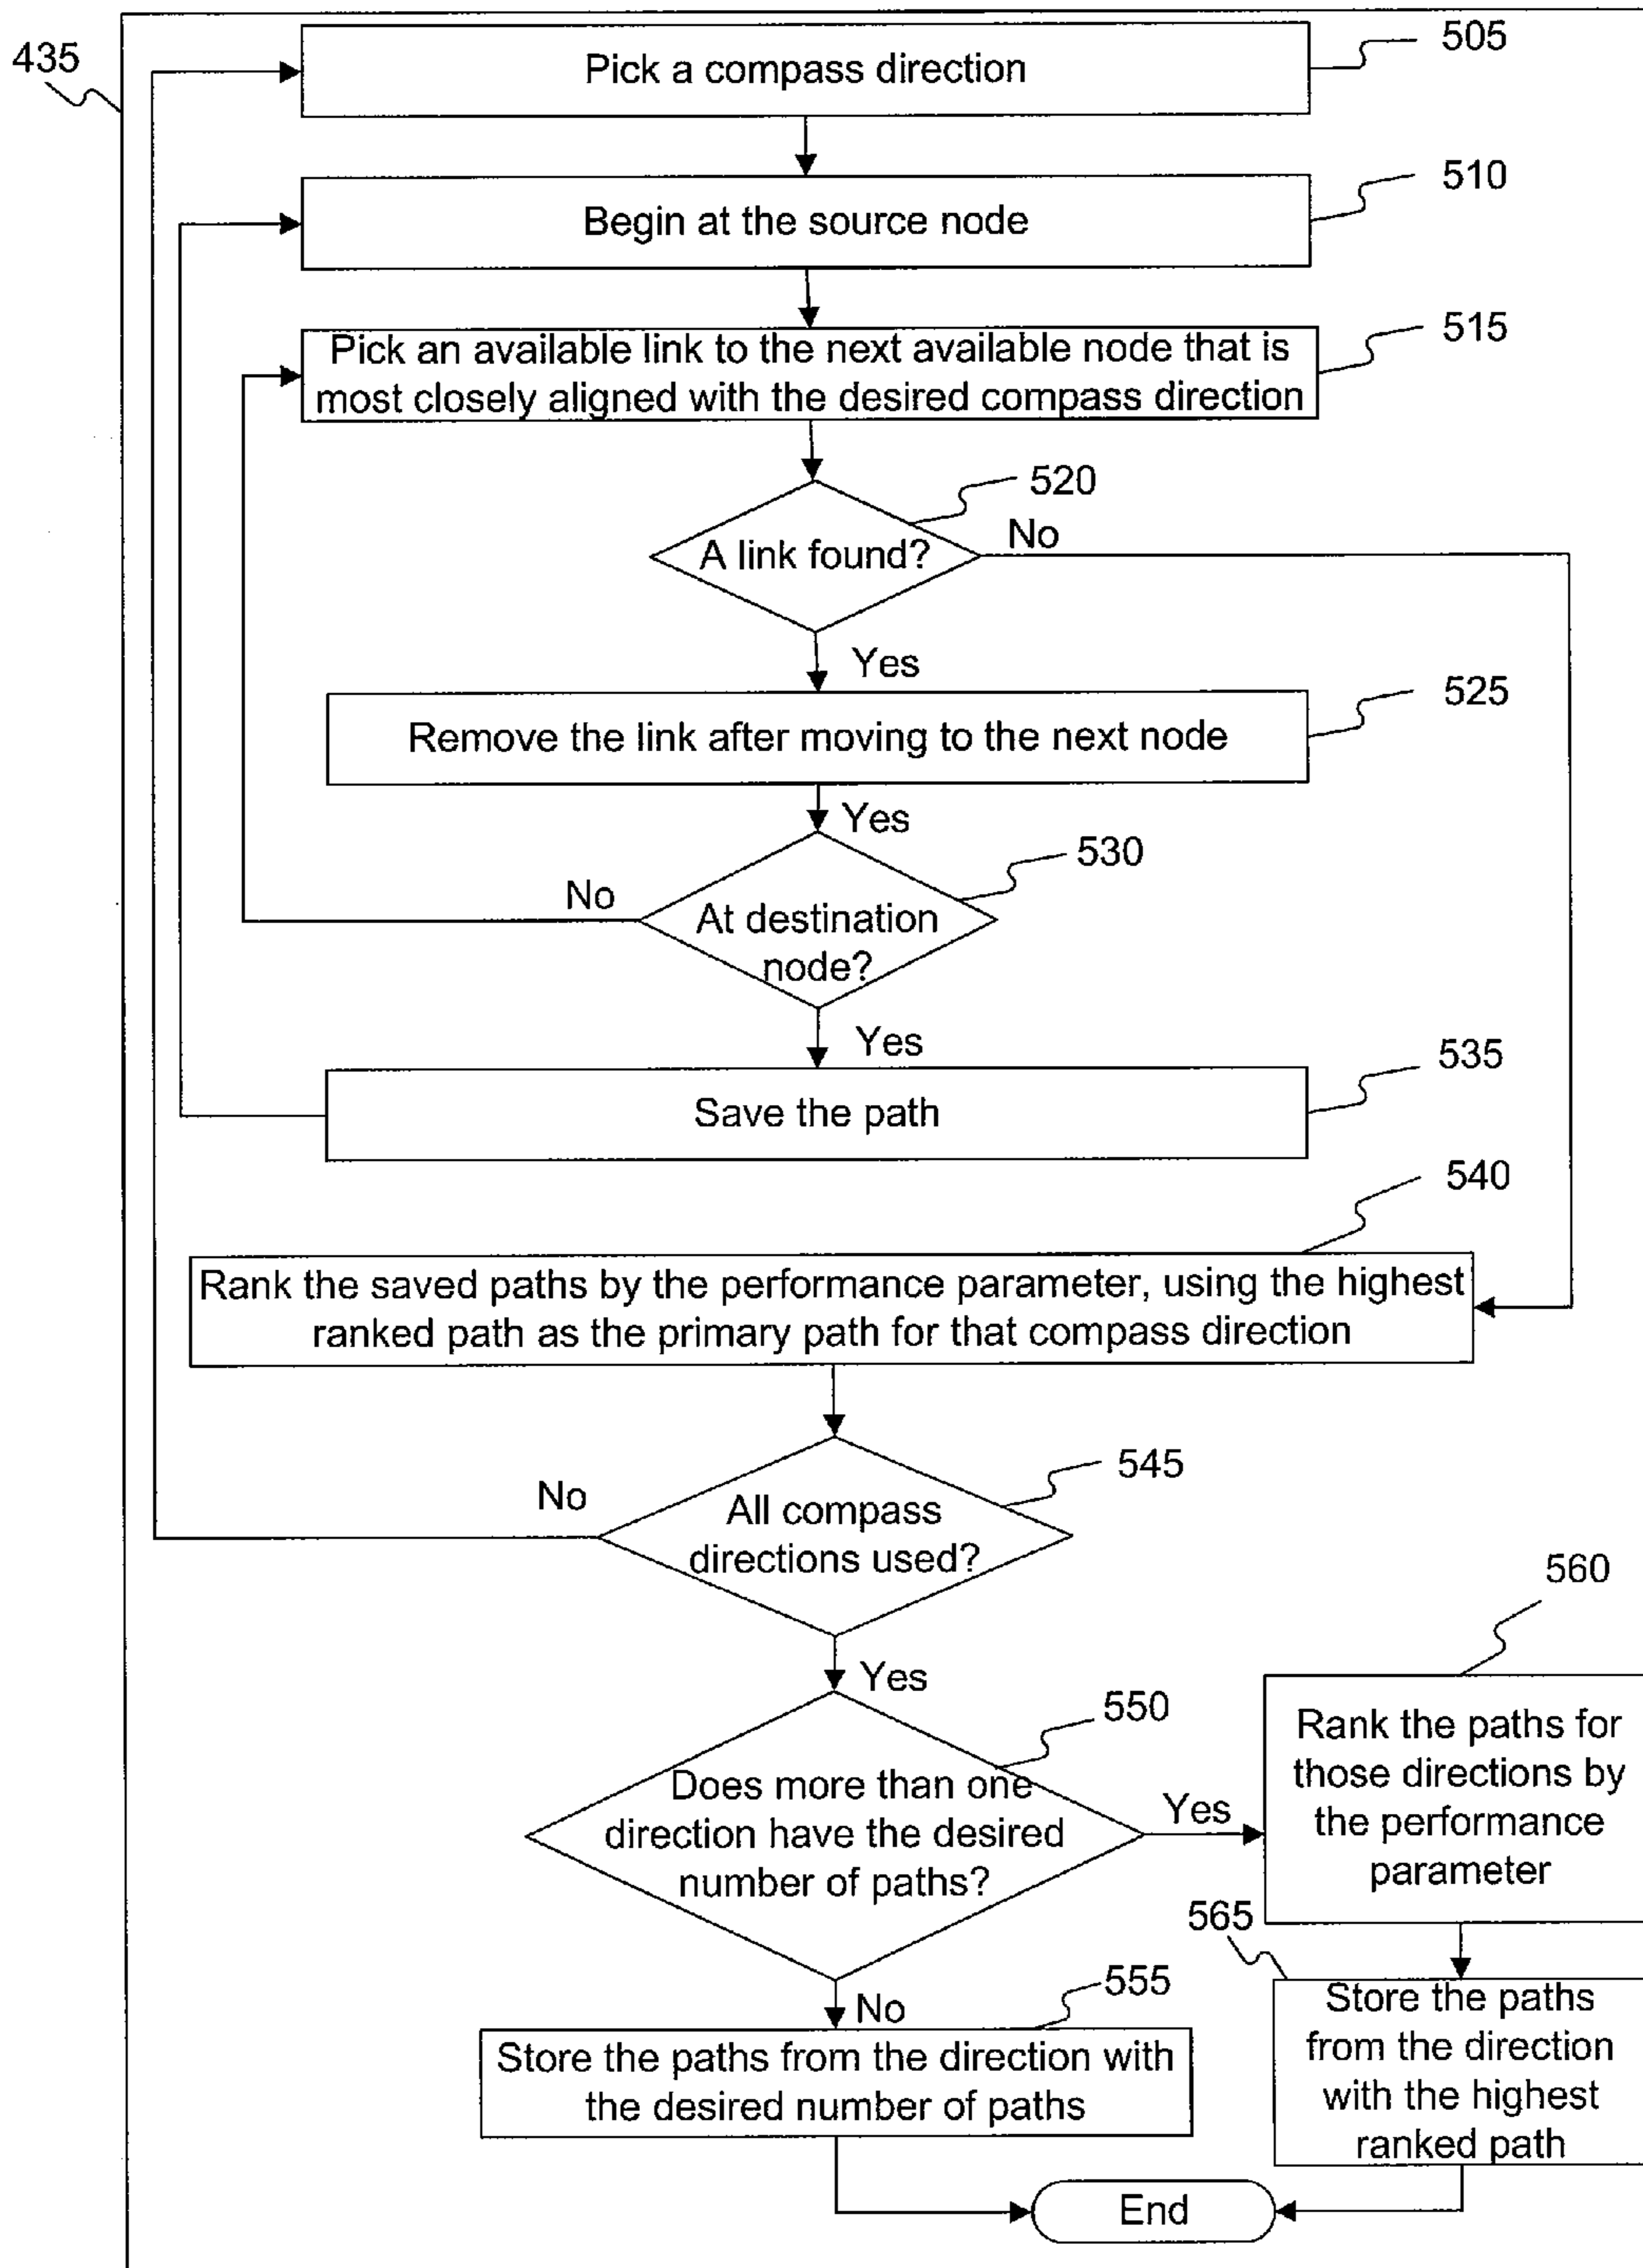 435
Pick a compass direction
505
Begin at the source node
510
Pick an available link to the next available node that is
most closely aligned with the desired compass direction
515
A link found?
520
No
Yes
Remove the link after moving to the next node
525
Yes
At destination
node?
530
No
Yes
Save the path
535
540
Rank the saved paths by the performance parameter, using the highest
ranked path as the primary path for that compass direction
All compass
directions used?
545
No
Yes
Does more than one
direction have the desired
number of paths?
550
Yes
560
Rank the paths for
those directions by
the performance
parameter
No
555
Store the paths from the direction with
the desired number of paths
565
Store the paths
from the direction
with the highest
ranked path
End